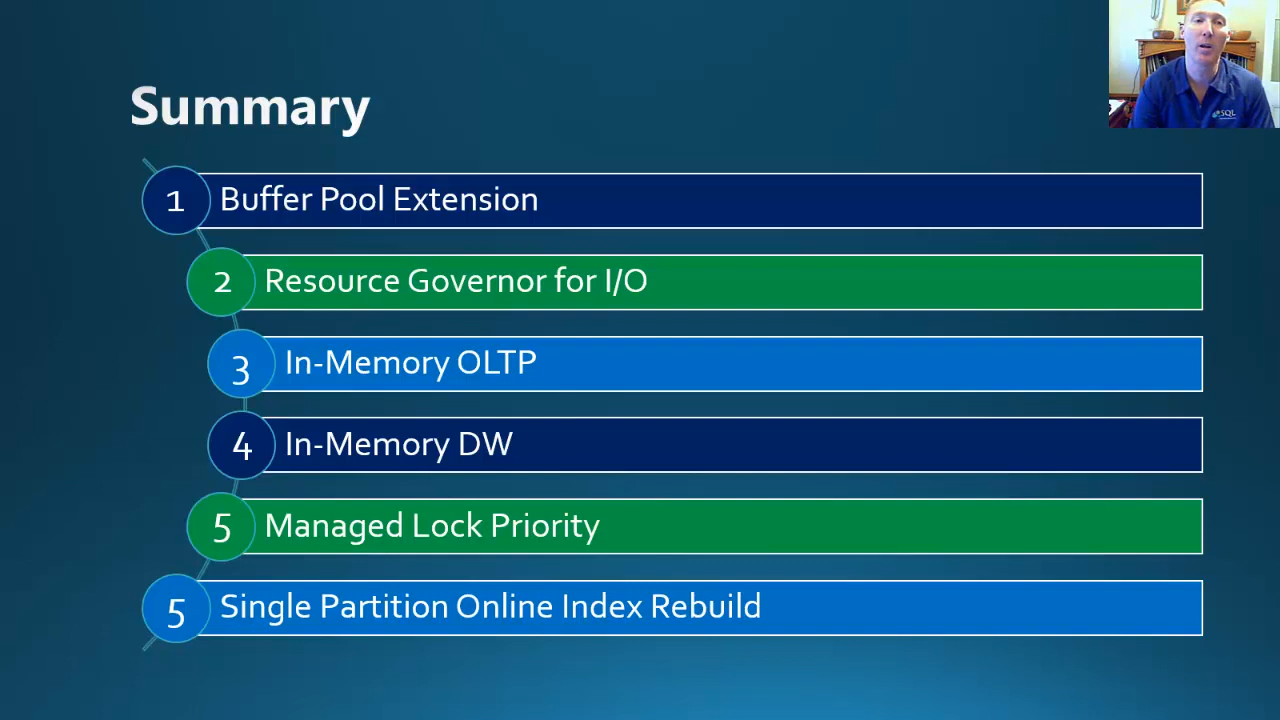 Summary
1 Buffer Pool Extension
2 Resource Governor for I/O
3 In-Memory OLTP
4 In-Memory DW
5 Managed Lock Priority
5 Single Partition Online Index Rebuild
SQL